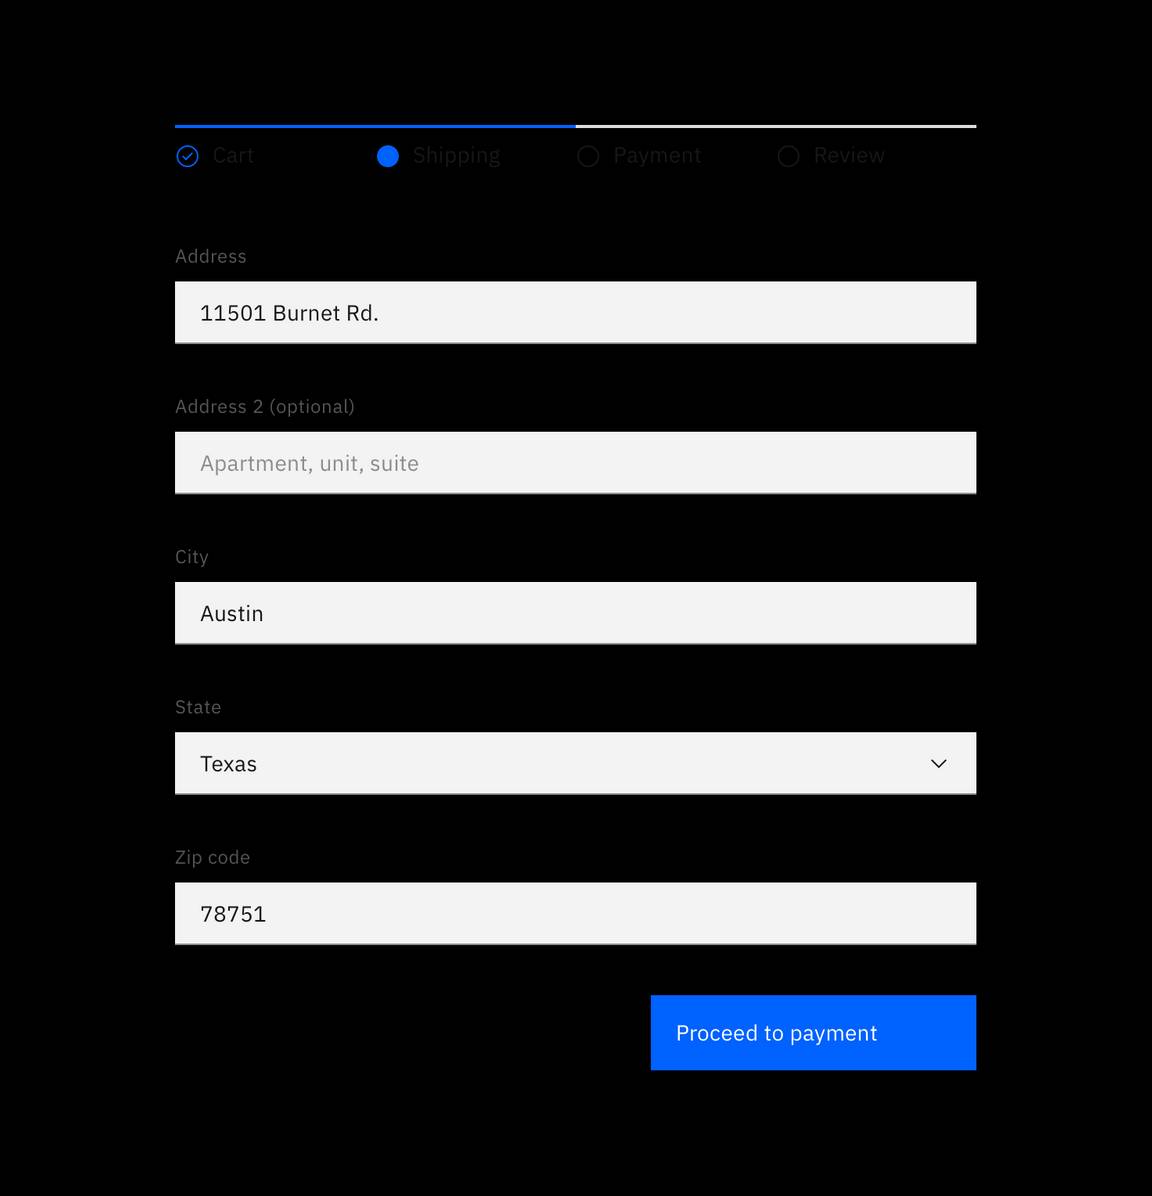 Cart Shipping Payment Review
Address
11501 Burnet Rd.
Address 2 (optional)
Apartment, unit, suite
City
Austin
State
Texas
Zip code
78751
Proceed to payment